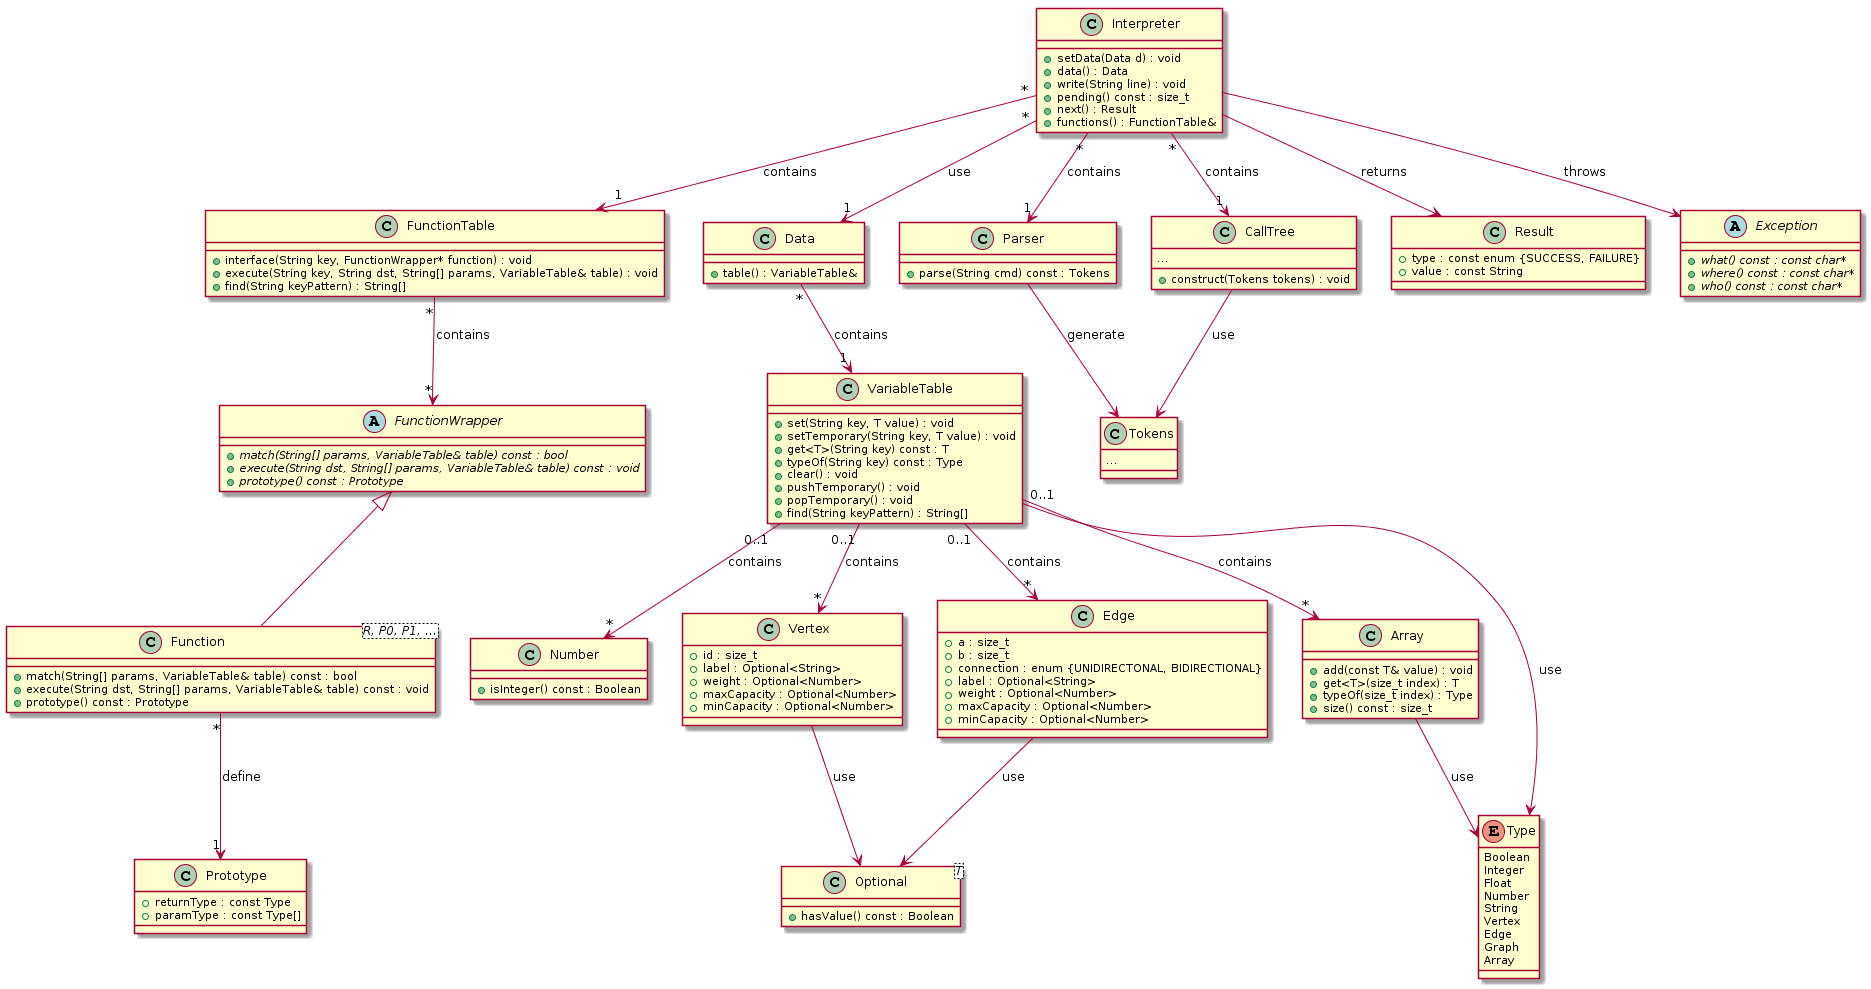 C Interpreter
setData(Data d) : void
data() : Data
write(String line) : void
pending() const : size_t
next() : Result
functions() : FunctionTable&
*
*
*
*
contains
use
contains
contains
returns
throws
1
1
1
1
C FunctionTable
interface(String key, FunctionWrapper* function) : void
execute(String key, String dst, String[] params, VariableTable& table) : void
find(String keyPattern) : String[]
C Data
table() : VariableTable&
C Parser
parse(String cmd) const : Tokens
C CallTree
...
construct(Tokens tokens) : void
C Result
type : const enum {SUCCESS, FAILURE}
value : const String
A Exception
what() const : const char*
where() const : const char*
who() const : const char*
*
contains
*
*
contains
1
generate
use
A FunctionWrapper
match(String[] params, VariableTable& table) const : bool
execute(String dst, String[] params, VariableTable& table) const : void
prototype() const : Prototype
C VariableTable
set(String key, T value) : void
setTemporary(String key, T value) : void
get<T>(String key) const : T
typeOf(String key) const : Type
clear() : void
pushTemporary() : void
popTemporary() : void
find(String keyPattern) : String[]
C Tokens
...
0..1
0..1
0..1
0..1
contains
contains
contains
contains
*
*
*
*
use
C Function
R, P0, P1, ...
match(String[] params, VariableTable& table) const : bool
execute(String dst, String[] params, VariableTable& table) const : void
prototype() const : Prototype
C Number
isInteger() const : Boolean
C Vertex
id : size_t
label : Optional<String>
weight : Optional<Number>
maxCapacity : Optional<Number>
minCapacity : Optional<Number>
C Edge
a : size_t
b : size_t
connection : enum {UNIDIRECTONAL, BIDIRECTIONAL}
label : Optional<String>
weight : Optional<Number>
maxCapacity : Optional<Number>
minCapacity : Optional<Number>
C Array
add(const T& value) : void
get<T>(size_t index) : T
typeOf(size_t index) : Type
size() const : size_t
*
define
1
use
use
use
C Prototype
returnType : const Type
paramType : const Type[]
C Optional
T
hasValue() const : Boolean
E Type
Boolean
Integer
Float
Number
String
Vertex
Edge
Graph
Array